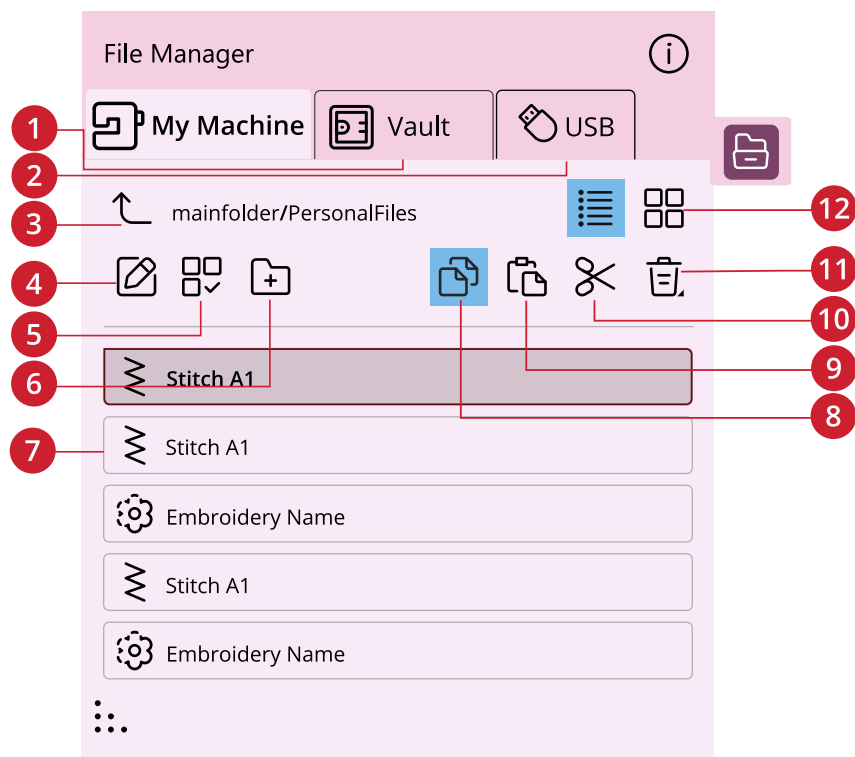 File Manager
My Machine
Vault
USB
1
2
mainfolder/PersonalFiles
3
12
4
11
5
10
6
9
Stitch A1
8
7
Stitch A1
Embroidery Name
Stitch A1
Embroidery Name